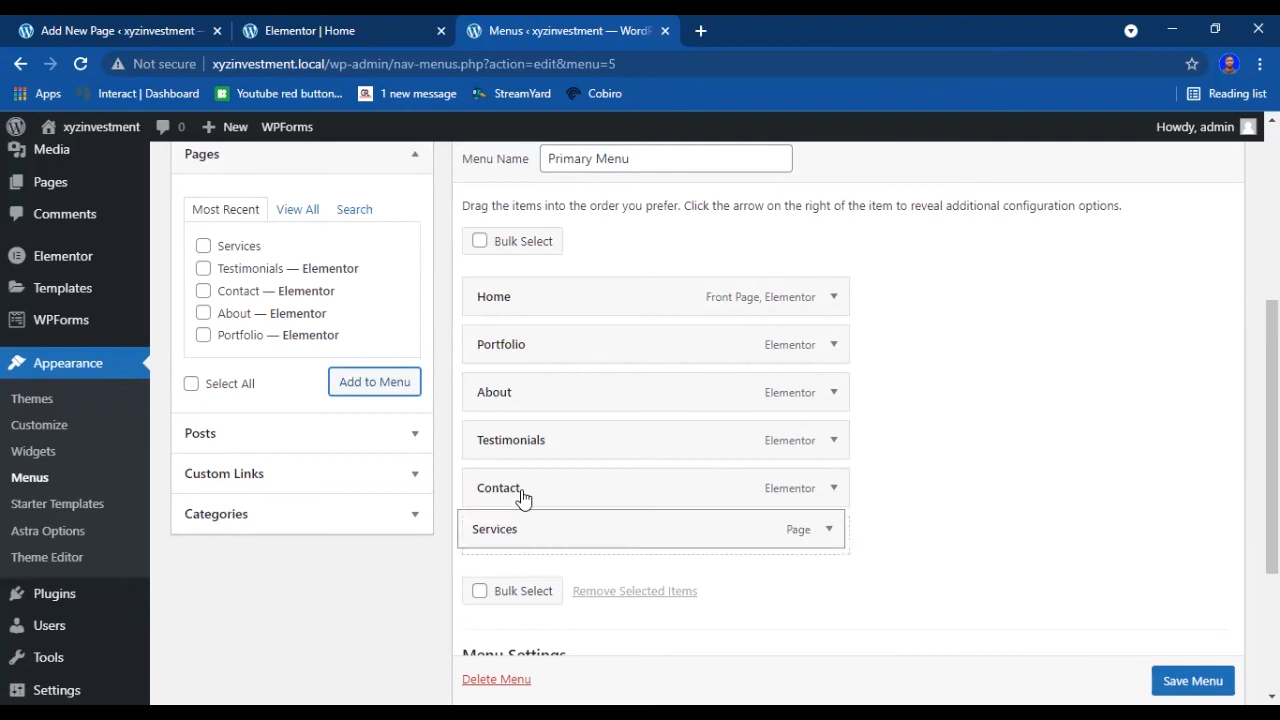 Add New Page ‹ xyzinvestment —
Elementor | Home
Menus ‹ xyzinvestment — WordP
Not secure
xyzinvestment.local/wp-admin/nav-menus.php?action=edit&menu=5
Apps
Interact | Dashboard
Youtube red button...
1 new message
StreamYard
Cobiro
Reading list
xyzinvestment
0
New
WPForms
Howdy, admin
Media
Pages
Comments
Elementor
Templates
WPForms
Appearance
Themes
Customize
Widgets
Menus
Starter Templates
Astra Options
Theme Editor
Plugins
Users
Tools
Settings
Pages
Most Recent
View All
Search
Services
Testimonials — Elementor
Contact — Elementor
About — Elementor
Portfolio — Elementor
Select All
Add to Menu
Posts
Custom Links
Categories
Menu Name
Primary Menu
Drag the items into the order you prefer. Click the arrow on the right of the item to reveal additional configuration options.
Bulk Select
Home
Front Page, Elementor
Portfolio
Elementor
About
Elementor
Testimonials
Elementor
Contact
Elementor
Services
Page
Bulk Select
Remove Selected Items
Menu Settings
Delete Menu
Save Menu